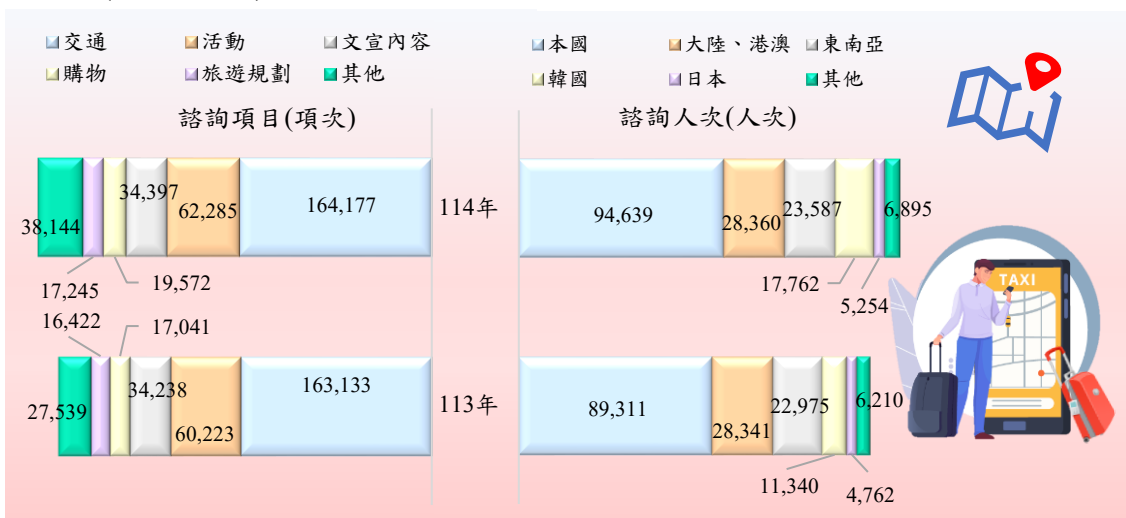 交通 活動 文宣內容
購物 旅遊規劃 其他
本國 大陸、港澳 東南亞
韓國 日本 其他
諮詢項目(項次)
諮詢人次(人次)
38,144 34,397 62,285 164,177
114年
94,639 28,360 23,587 6,895
17,245 19,572
17,762 5,254
TAXI
16,422 17,041
27,539 34,238 60,223 163,133
113年
89,311 28,341 22,975 6,210
11,340 4,762